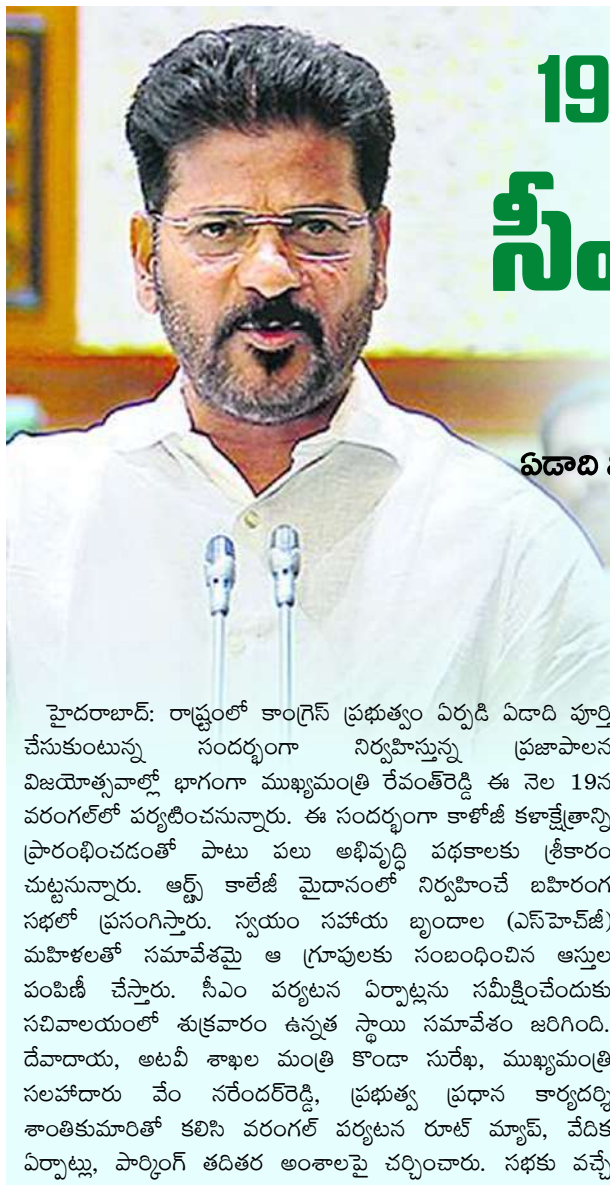 19
సీఎ
ఏడాది
హైదరాబాద్: రాష్ట్రంలో కాంగ్రెస్ ప్రభుత్వం ఏర్పడి ఏడాది పూర్తి
చేసుకుంటున్న సందర్భంగా నిర్వహిస్తున్న ప్రజాపాలన
విజయోత్సవాల్లో భాగంగా ముఖ్యమంత్రి రేవంత్‌రెడ్డి ఈ నెల 19న
వరంగల్‌లో పర్యటించనున్నారు. ఈ సందర్భంగా కాళోజీ కళాక్షేత్రాన్ని
ప్రారంభించడంతో పాటు పలు అభివృద్ధి పథకాలకు శ్రీకారం
చుట్టనున్నారు. ఆర్ట్స్ కాలేజీ మైదానంలో నిర్వహించే బహిరంగ
సభలో ప్రసంగిస్తారు. స్వయం సహాయ బృందాల (ఎస్‌హెచ్‌జీ)
మహిళలతో సమావేశమై ఆ గ్రూపులకు సంబంధించిన ఆస్తుల
పంపిణీ చేస్తారు. సీఎం పర్యటన ఏర్పాట్లను సమీక్షించేందుకు
సచివాలయంలో శుక్రవారం ఉన్నత స్థాయి సమావేశం జరిగింది.
దేవాదాయ, అటవీ శాఖల మంత్రి కొండా సురేఖ, ముఖ్యమంత్రి
సలహాదారు వేం నరేందర్‌రెడ్డి, ప్రభుత్వ ప్రధాన కార్యదర్శి
శాంతికుమారితో కలిసి వరంగల్ పర్యటన రూట్ మ్యాప్, వేదిక
ఏర్పాట్లు, పార్కింగ్ తదితర అంశాలపై చర్చించారు. సభకు వచ్చే